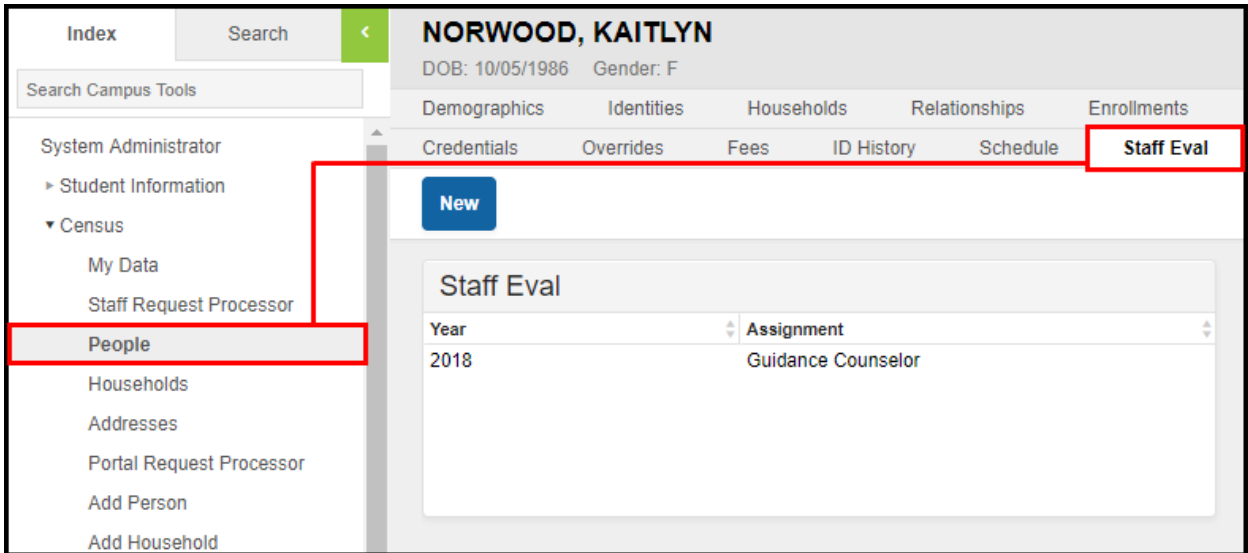 Index
Search
Search Campus Tools
System Administrator
Student Information
Census
My Data
Staff Request Processor
People
Households
Addresses
Portal Request Processor
Add Person
Add Household
NORWOOD, KAITLYN
DOB: 10/05/1986 Gender: F
Demographics Identities Households Relationships Enrollments
Credentials Overrides Fees ID History Schedule Staff Eval
New
Staff Eval
Year Assignment
2018 Guidance Counselor